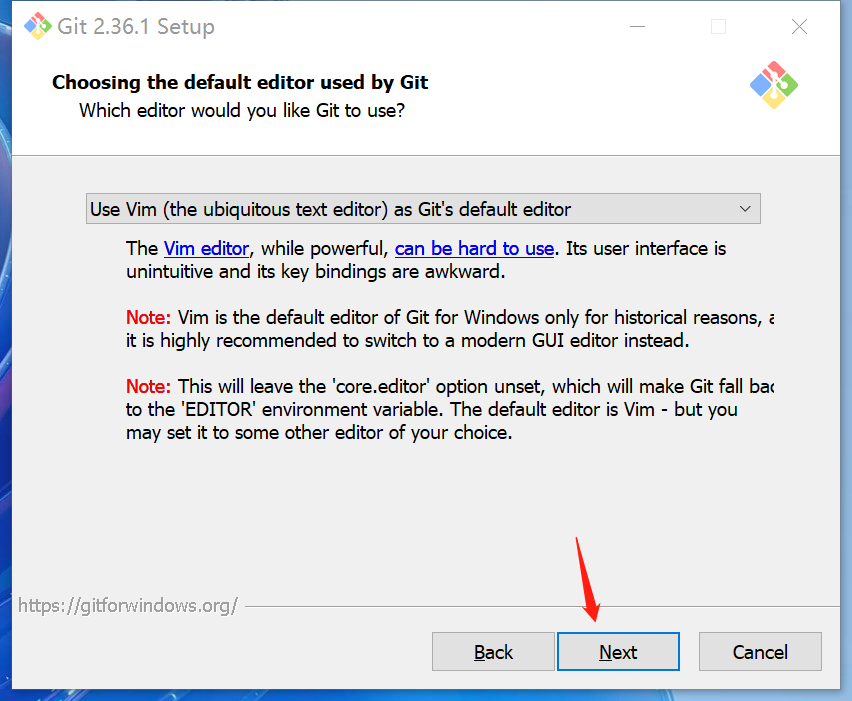 Git 2.36.1 Setup
Choosing the default editor used by Git
Which editor would you like Git to use?
Use Vim (the ubiquitous text editor) as Git's default editor
The Vim editor, while powerful, can be hard to use. Its user interface is
unintuitive and its key bindings are awkward.
Note: Vim is the default editor of Git for Windows only for historical reasons, a
it is highly recommended to switch to a modern GUI editor instead.
Note: This will leave the 'core.editor' option unset, which will make Git fall bac
to the 'EDITOR' environment variable. The default editor is Vim - but you
may set it to some other editor of your choice.
https://gitforwindows.org/
Back Next Cancel